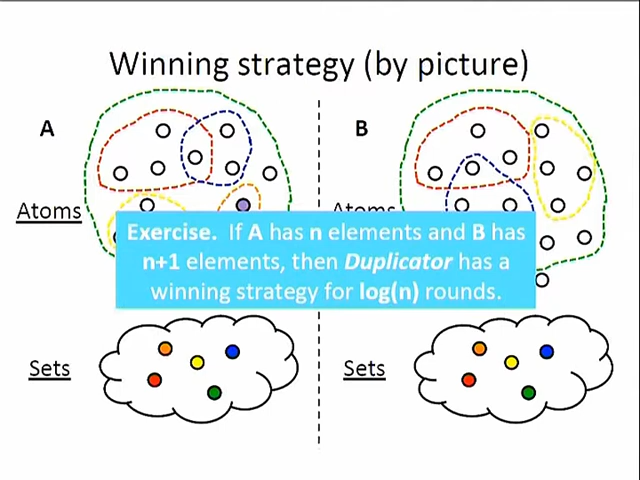 Winning strategy (by picture)
A
B
Atoms
Atoms
Exercise. If A has n elements and B has
n+1 elements, then Duplicator has a
winning strategy for log(n) rounds.
Sets
Sets